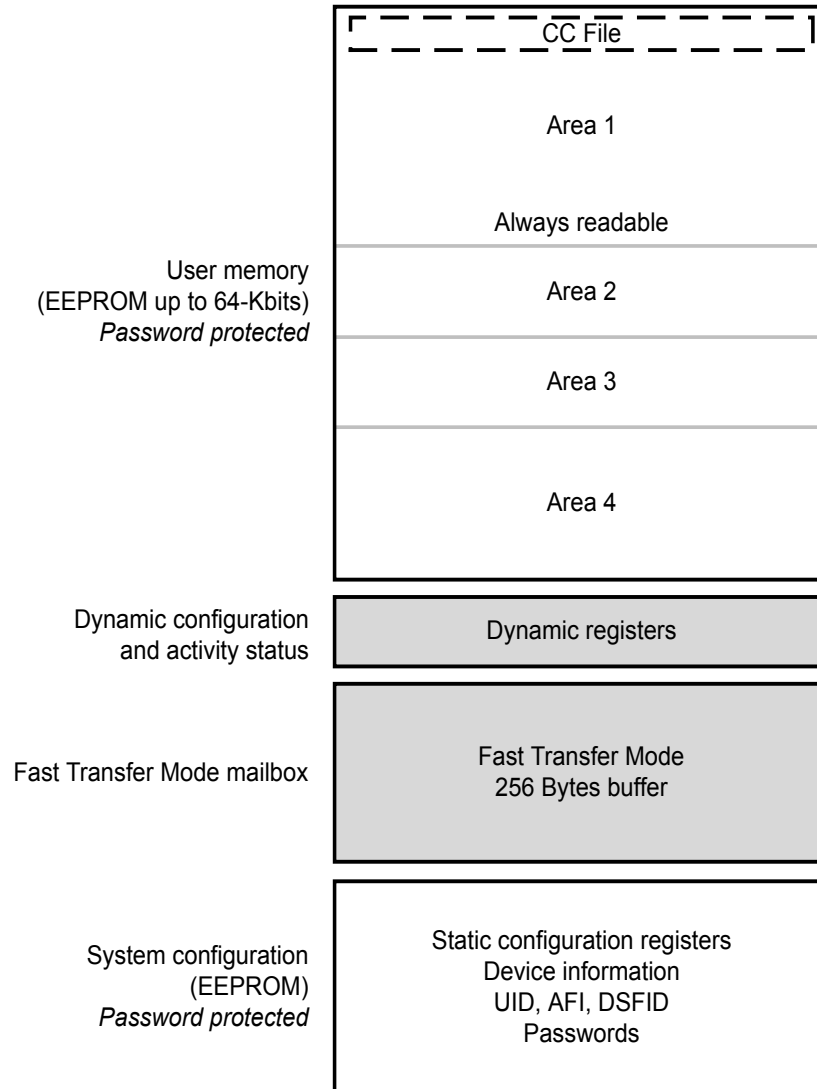 CC File
Area 1
Always readable
User memory
(EEPROM up to 64-Kbits)
Password protected
Area 2
Area 3
Area 4
Dynamic configuration
and activity status
Dynamic registers
Fast Transfer Mode mailbox
Fast Transfer Mode
256 Bytes buffer
System configuration
(EEPROM)
Password protected
Static configuration registers
Device information
UID, AFI, DSFID
Passwords